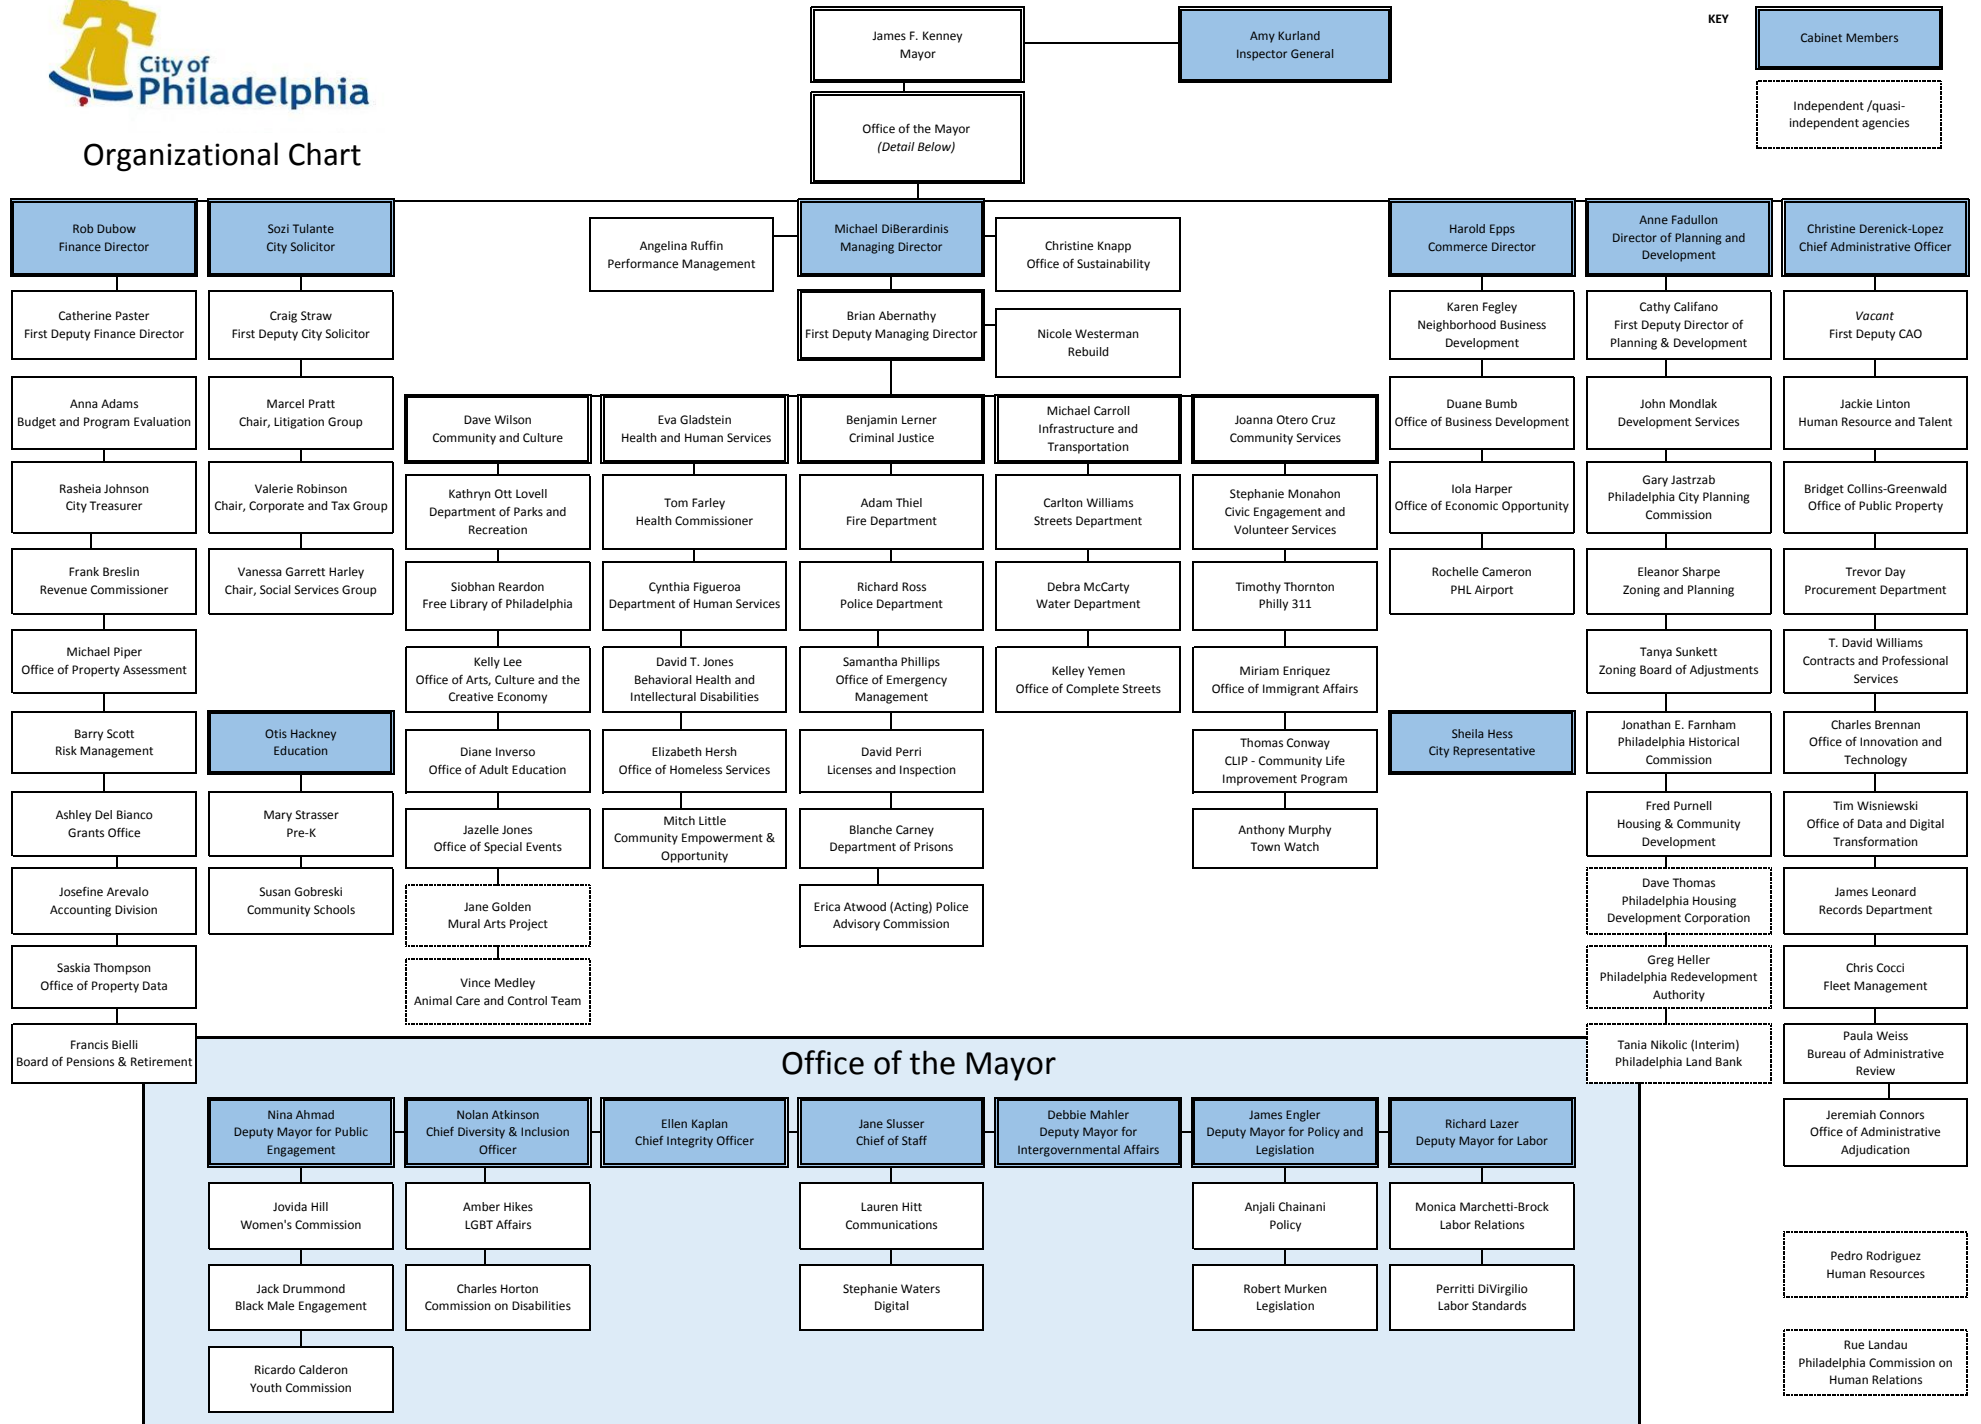 City of
Philadelphia
Organizational Chart
James F. Kenney
Mayor
Amy Kurland
Inspector General
KEY
Cabinet Members
Independent /quasi-
independent agencies
Office of the Mayor
(Detail Below)
Rob Dubow
Finance Director
Catherine Paster
First Deputy Finance Director
Anna Adams
Budget and Program Evaluation
Rasheia Johnson
City Treasurer
Frank Breslin
Revenue Commissioner
Michael Piper
Office of Property Assessment
Barry Scott
Risk Management
Ashley Del Bianco
Grants Office
Josefine Arevalo
Accounting Division
Saskia Thompson
Office of Property Data
Francis Bielli
Board of Pensions & Retirement
Sozi Tulante
City Solicitor
Craig Straw
First Deputy City Solicitor
Marcel Pratt
Chair, Litigation Group
Valerie Robinson
Chair, Corporate and Tax Group
Vanessa Garrett Harley
Chair, Social Services Group
Otis Hackney
Education
Mary Strasser
Pre-K
Susan Gobreski
Community Schools
Angelina Ruffin
Performance Management
Michael DiBerardinis
Managing Director
Christine Knapp
Office of Sustainability
Brian Abernathy
First Deputy Managing Director
Nicole Westerman
Rebuild
Dave Wilson
Community and Culture
Kathryn Ott Lovell
Department of Parks and
Recreation
Siobhan Reardon
Free Library of Philadelphia
Kelly Lee
Office of Arts, Culture and the
Creative Economy
Diane Inverso
Office of Adult Education
Jazelle Jones
Office of Special Events
Jane Golden
Mural Arts Project
Vince Medley
Animal Care and Control Team
Eva Gladstein
Health and Human Services
Tom Farley
Health Commissioner
Cynthia Figueroa
Department of Human Services
David T. Jones
Behavioral Health and
Intellectural Disabilities
Elizabeth Hersh
Office of Homeless Services
Mitch Little
Community Empowerment &
Opportunity
Benjamin Lerner
Criminal Justice
Adam Thiel
Fire Department
Richard Ross
Police Department
Samantha Phillips
Office of Emergency
Management
David Perri
Licenses and Inspection
Blanche Carney
Department of Prisons
Erica Atwood (Acting) Police
Advisory Commission
Michael Carroll
Infrastructure and
Transportation
Carlton Williams
Streets Department
Debra McCarty
Water Department
Kelley Yemen
Office of Complete Streets
Joanna Otero Cruz
Community Services
Stephanie Monahon
Civic Engagement and
Volunteer Services
Timothy Thornton
Philly 311
Miriam Enriquez
Office of Immigrant Affairs
Thomas Conway
CLIP - Community Life
Improvement Program
Anthony Murphy
Town Watch
Harold Epps
Commerce Director
Karen Fegley
Neighborhood Business
Development
Duane Bumb
Office of Business Development
Iola Harper
Office of Economic Opportunity
Rochelle Cameron
PHL Airport
Sheila Hess
City Representative
Anne Fadullon
Director of Planning and
Development
Cathy Califano
First Deputy Director of
Planning & Development
John Mondlak
Development Services
Gary Jastrzab
Philadelphia City Planning
Commission
Eleanor Sharpe
Zoning and Planning
Tanya Sunkett
Zoning Board of Adjustments
Jonathan E. Farnham
Philadelphia Historical
Commission
Fred Purnell
Housing & Community
Development
Dave Thomas
Philadelphia Housing
Development Corporation
Greg Heller
Philadelphia Redevelopment
Authority
Tania Nikolic (Interim)
Philadelphia Land Bank
Christine Derenick-Lopez
Chief Administrative Officer
Vacant
First Deputy CAO
Jackie Linton
Human Resource and Talent
Bridget Collins-Greenwald
Office of Public Property
Trevor Day
Procurement Department
T. David Williams
Contracts and Professional
Services
Charles Brennan
Office of Innovation and
Technology
Tim Wisniewski
Office of Data and Digital
Transformation
James Leonard
Records Department
Chris Cocci
Fleet Management
Paula Weiss
Bureau of Administrative
Review
Jeremiah Connors
Office of Administrative
Adjudication
Pedro Rodriguez
Human Resources
Rue Landau
Philadelphia Commission on
Human Relations
Office of the Mayor
Nina Ahmad
Deputy Mayor for Public
Engagement
Jovida Hill
Women's Commission
Jack Drummond
Black Male Engagement
Ricardo Calderon
Youth Commission
Nolan Atkinson
Chief Diversity & Inclusion
Officer
Amber Hikes
LGBT Affairs
Charles Horton
Commission on Disabilities
Ellen Kaplan
Chief Integrity Officer
Jane Slusser
Chief of Staff
Lauren Hitt
Communications
Stephanie Waters
Digital
Debbie Mahler
Deputy Mayor for
Intergovernmental Affairs
James Engler
Deputy Mayor for Policy and
Legislation
Anjali Chainani
Policy
Robert Murken
Legislation
Richard Lazer
Deputy Mayor for Labor
Monica Marchetti-Brock
Labor Relations
Perritti DiVirgilio
Labor Standards